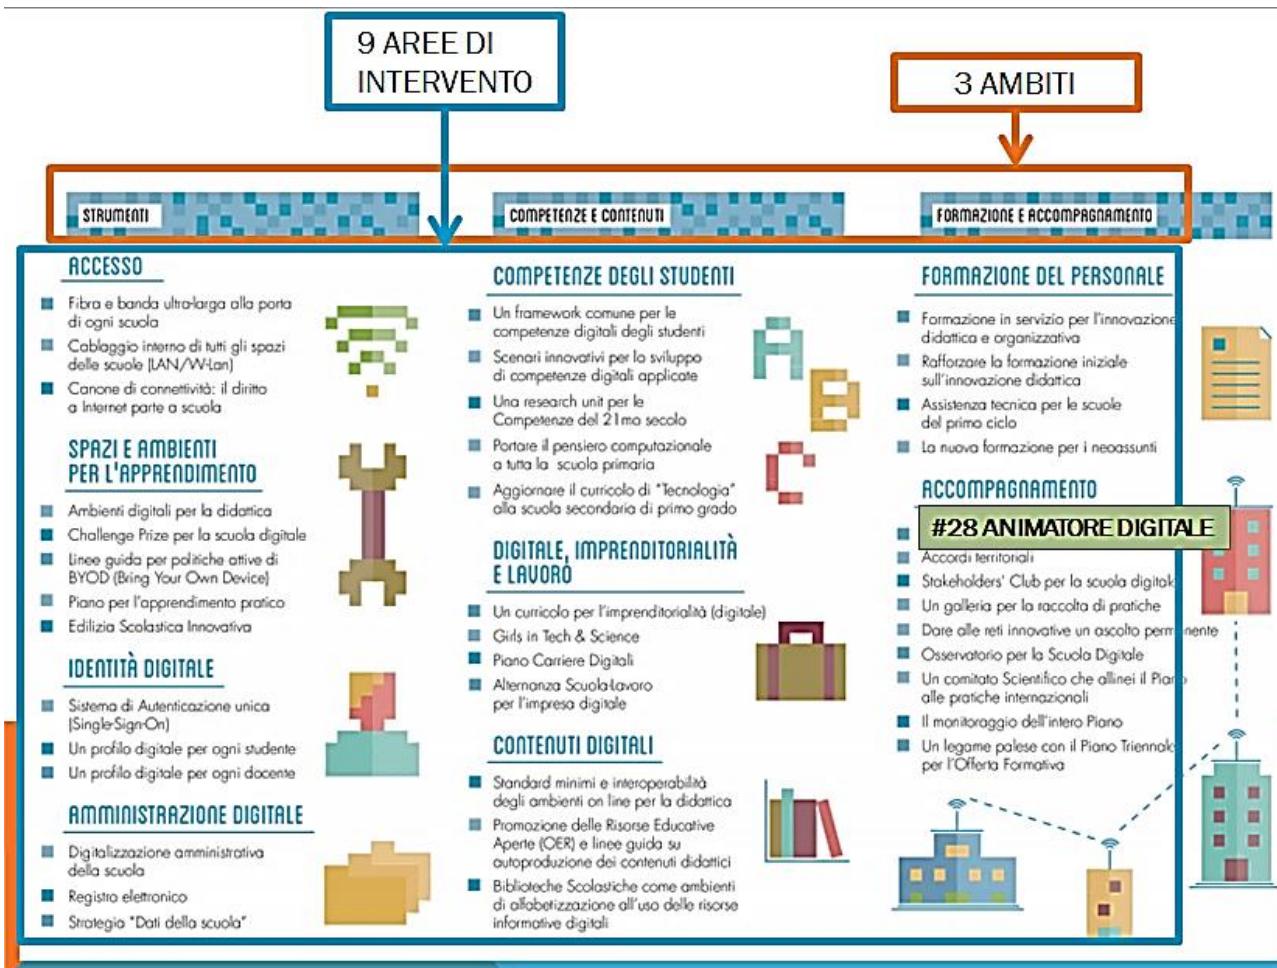 9 AREE DI
INTERVENTO
3 AMBITI
STRUMENTI
ACCESSO
Fibra e banda ultra-larga alla porta
di ogni scuola
Cablaggio interno di tutti gli spazi
delle scuole (LAN/W-Lan)
Canone di connettività: il diritto
a Internet parte a scuola
SPAZI E AMBIENTI
PER L'APPRENDIMENTO
Ambienti digitali per la didattica
Challenge Prize per la scuola digitale
Linee guida per politiche attive di
BYOD (Bring Your Own Device)
Piano per l'apprendimento pratico
Edilizia Scolastica Innovativa
IDENTITÀ DIGITALE
Sistema di Autenticazione unica
(Single-Sign-On)
Un profilo digitale per ogni studente
Un profilo digitale per ogni docente
AMMINISTRAZIONE DIGITALE
Digitalizzazione amministrativa
della scuola
Registro elettronico
Strategia "Dati della scuola"
COMPETENZE E CONTENUTI
COMPETENZE DEGLI STUDENTI
Un framework comune per le
competenze digitali degli studenti
Scenari innovativi per lo sviluppo
di competenze digitali applicate
Una research unit per le
Competenze del 21mo secolo
Portare il pensiero computazionale
a tutta la scuola primaria
Aggiornare il curricolo di "Tecnologia"
alla scuola secondaria di primo grado
A
B
C
DIGITALE, IMPRENDITORIALITÀ
E LAVORO
Un curricolo per l'imprenditorialità (digitale)
Girls in Tech & Science
Piano Carriere Digitali
Alternanza Scuola-Lavoro
per l'impresa digitale
CONTENUTI DIGITALI
Standard minimi e interoperabilità
degli ambienti on line per la didattica
Promozione delle Risorse Educative
Aperte (OER) e linee guida su
autoproduzione dei contenuti didattici
Biblioteche Scolastiche come ambienti
di alfabetizzazione all'uso delle risorse
informative digitali
FORMAZIONE E ACCOMPAGNAMENTO
FORMAZIONE DEL PERSONALE
Formazione in servizio per l'innovazione
didattica e organizzativa
Rafforzare la formazione iniziale
sull'innovazione didattica
Assistenza tecnica per le scuole
del primo ciclo
La nuova formazione per i neoassunti
ACCOMPAGNAMENTO
#28 ANIMATORE DIGITALE
Accordi territoriali
Stakeholders' Club per la scuola digitale
Un galleria per la raccolta di pratiche
Dare alle reti innovative un ascolto permanente
Osservatorio per la Scuola Digitale
Un comitato Scientifico che allinei il Piano
alle pratiche internazionali
Il monitoraggio dell'intero Piano
Un legame palese con il Piano Triennale
per l'Offerta Formativa